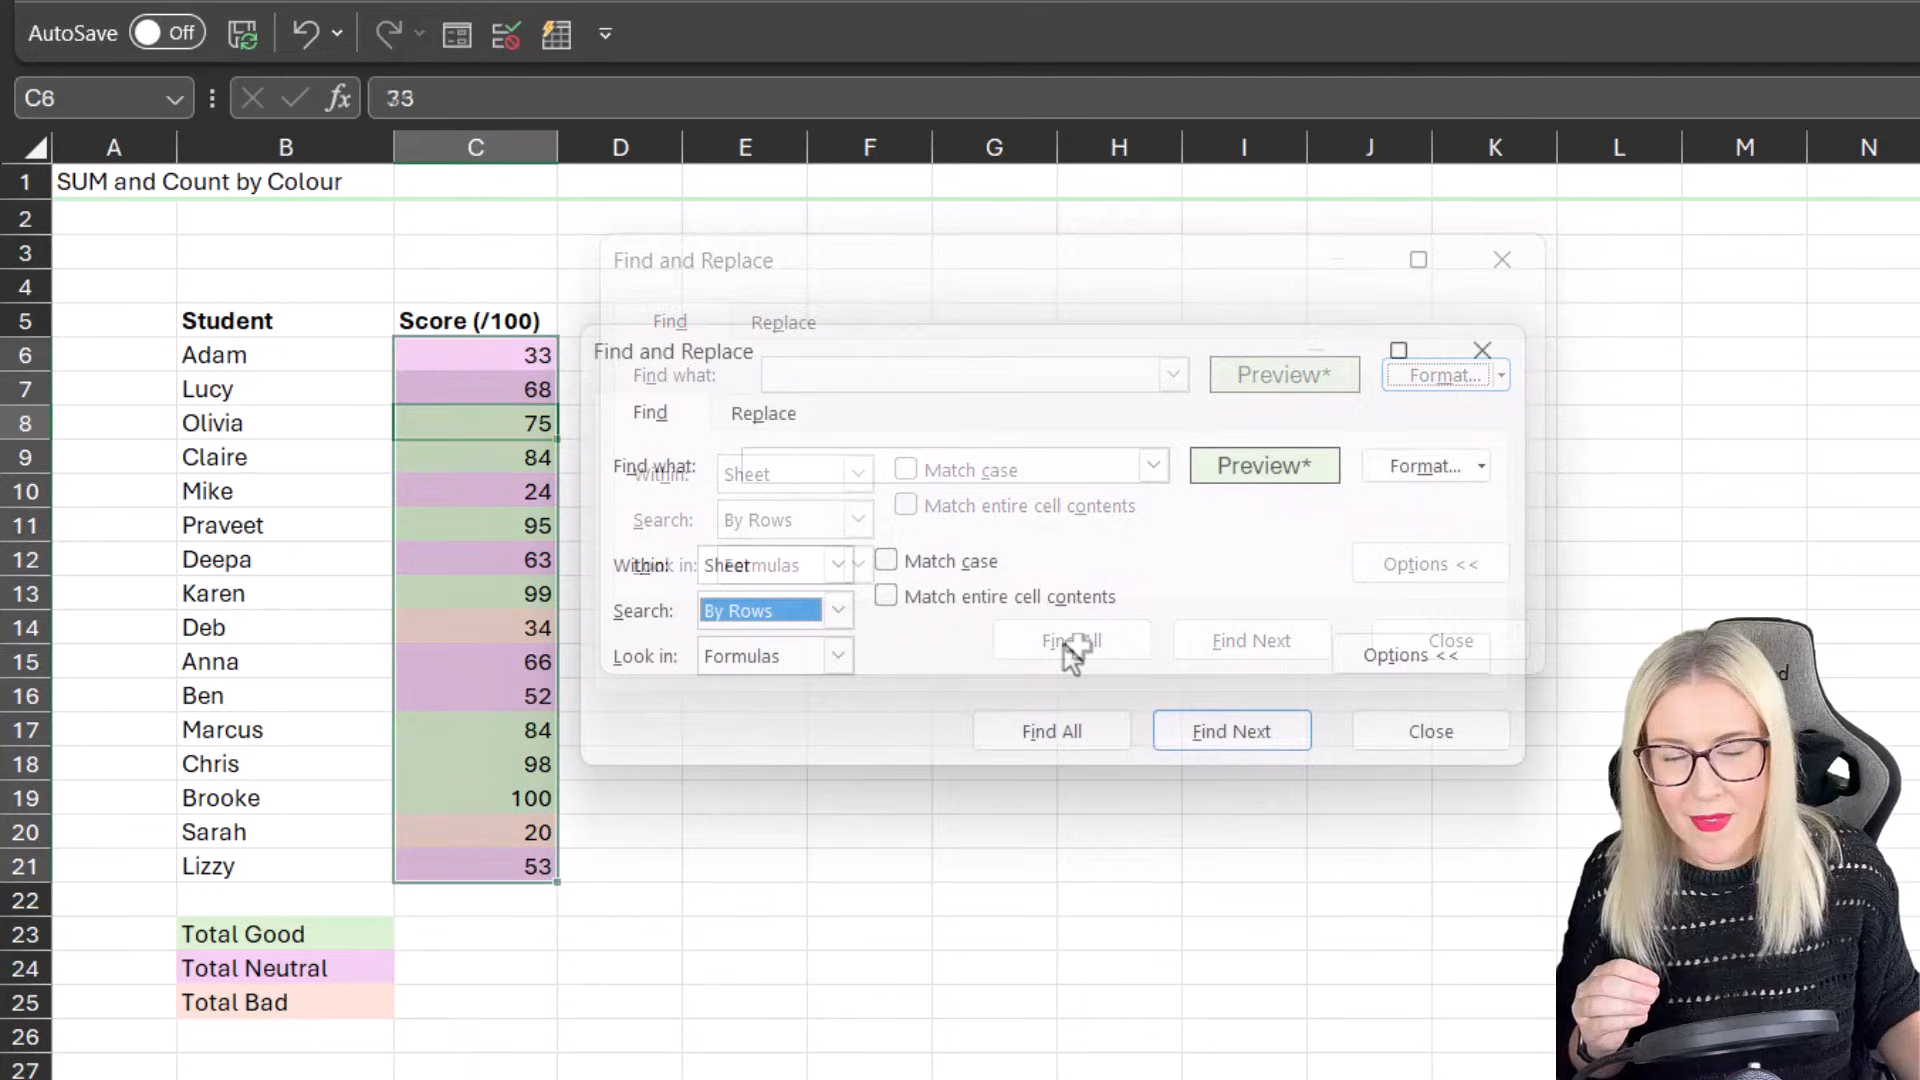 AutoSave Off
C6 fx 33
A B C D E F G H I J K L M N
1 SUM and Count by Colour
2
3
4
5 Student Score (/100)
6 Adam 33
7 Lucy 68
8 Olivia 75
9 Claire 84
10 Mike 24
11 Praveet 95
12 Deepa 63
13 Karen 99
14 Deb 34
15 Anna 66
16 Ben 52
17 Marcus 84
18 Chris 98
19 Brooke 100
20 Sarah 20
21 Lizzy 53
22
23 Total Good
24 Total Neutral
25 Total Bad
26
27
Find and Replace
Find Replace
Find what: Preview* Format...
Within: Sheet Match case
Search: By Rows Match entire cell contents
Look in: Formulas Options <<
Find All Find Next Close
Find and Replace
Find Replace
Find what: Preview* Format...
Within: Sheet Match case
Search: By Rows Match entire cell contents
Look in: Formulas Options <<
Find All Find Next Close